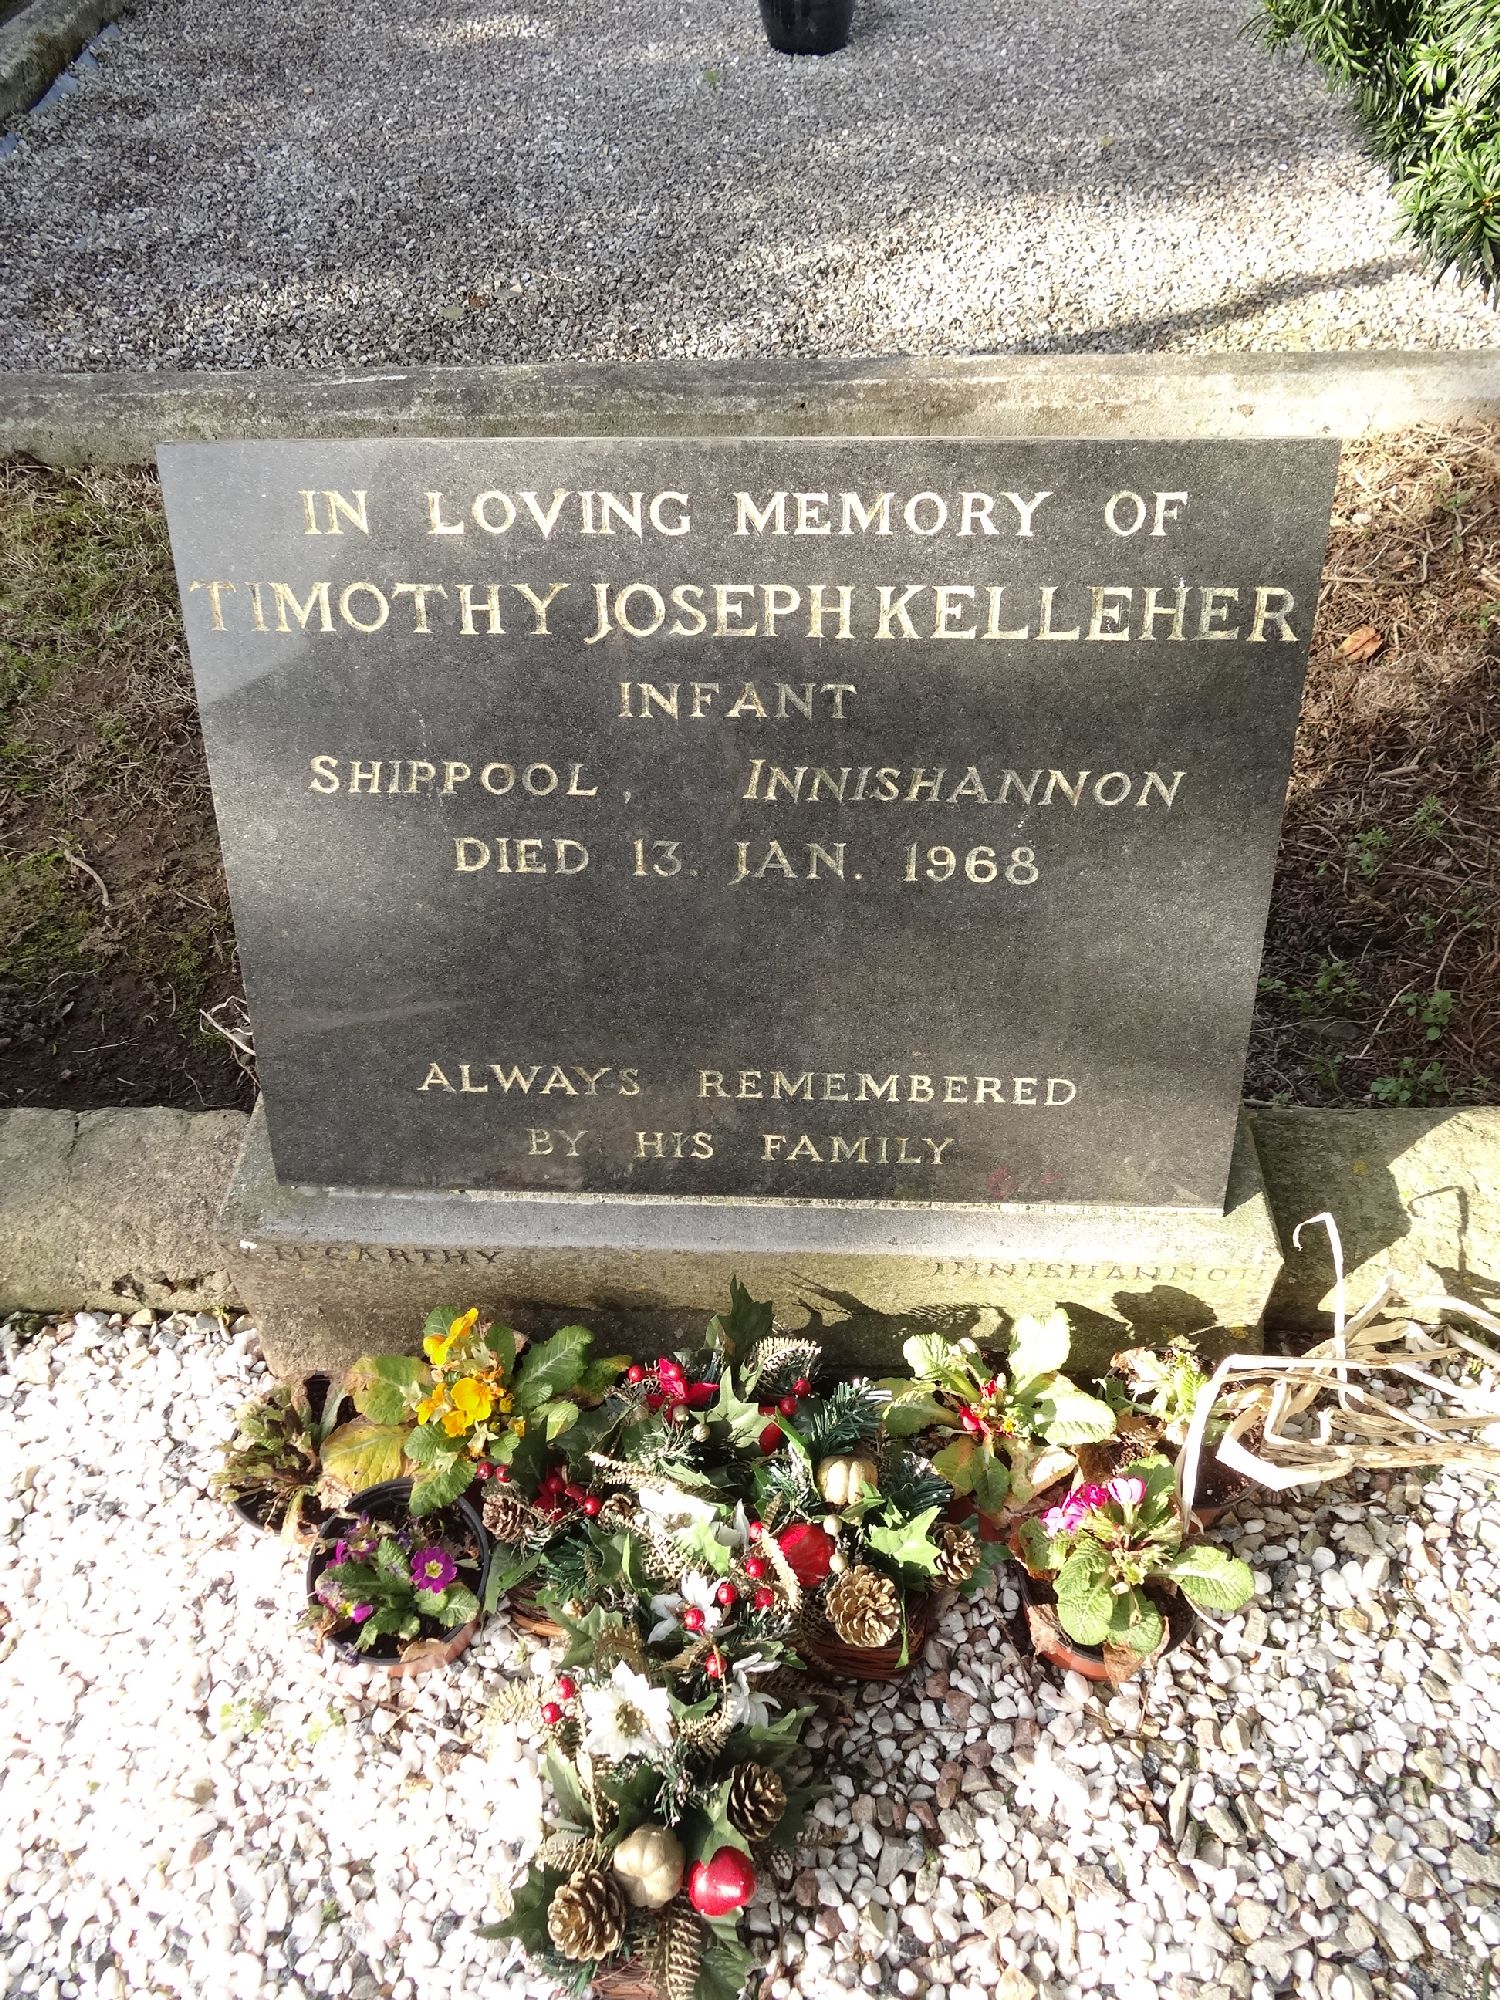 IN LOVING MEMORY OF
TIMOTHY JOSEPH KELLEHER
INFANT
SHIPPOOL, INNISHANNON
DIED 13. JAN. 1968
ALWAYS REMEMBERED
BY HIS FAMILY
McCARTHY INNISHANNON